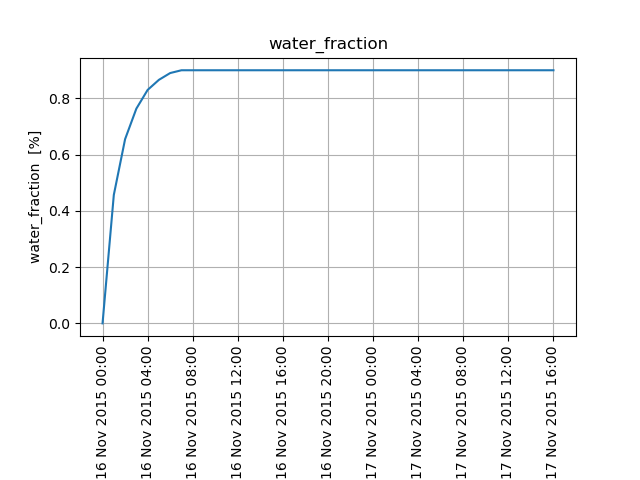 water_fraction
water_fraction [%]
0.8
0.6
0.4
0.2
0.0
16 Nov 2015 00:00
16 Nov 2015 04:00
16 Nov 2015 08:00
16 Nov 2015 12:00
16 Nov 2015 16:00
16 Nov 2015 20:00
17 Nov 2015 00:00
17 Nov 2015 04:00
17 Nov 2015 08:00
17 Nov 2015 12:00
17 Nov 2015 16:00